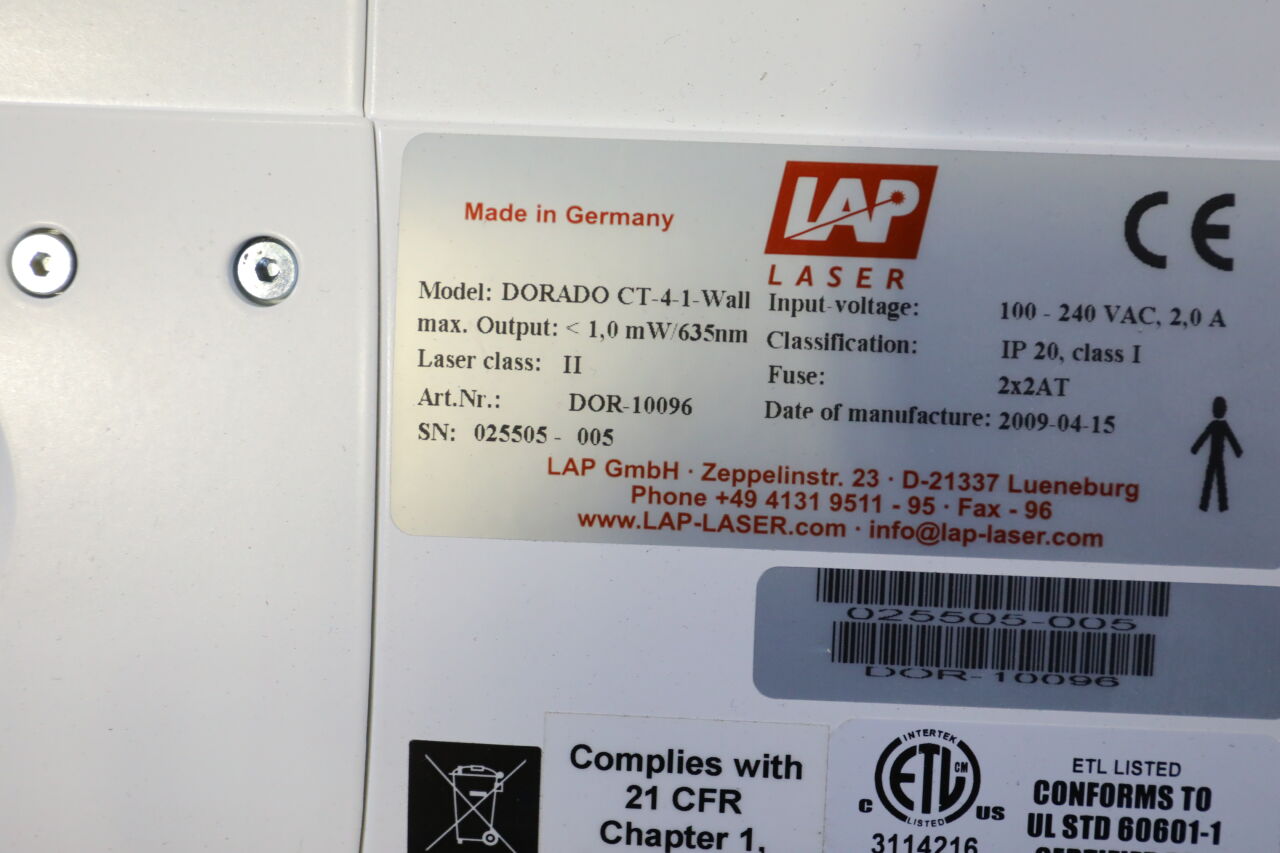 Made in Germany
LAP
LASER
CE
Model: DORADO CT-4-1-Wall
max. Output: < 1,0 mW/635nm
Laser class: II
Art.Nr.: DOR-10096
SN: 025505 - 005
Input-voltage: 100 - 240 VAC, 2,0 A
Classification: IP 20, class I
Fuse: 2x2AT
Date of manufacture: 2009-04-15
LAP GmbH · Zeppelinstr. 23 · D-21337 Lueneburg
Phone +49 4131 9511 - 95 · Fax - 96
www.LAP-LASER.com · info@lap-laser.com
025505-005
DOR-10096
Complies with
21 CFR
Chapter 1,
INTERTEK
ETL CM
LISTED
C US
3114216
ETL LISTED
CONFORMS TO
UL STD 60601-1